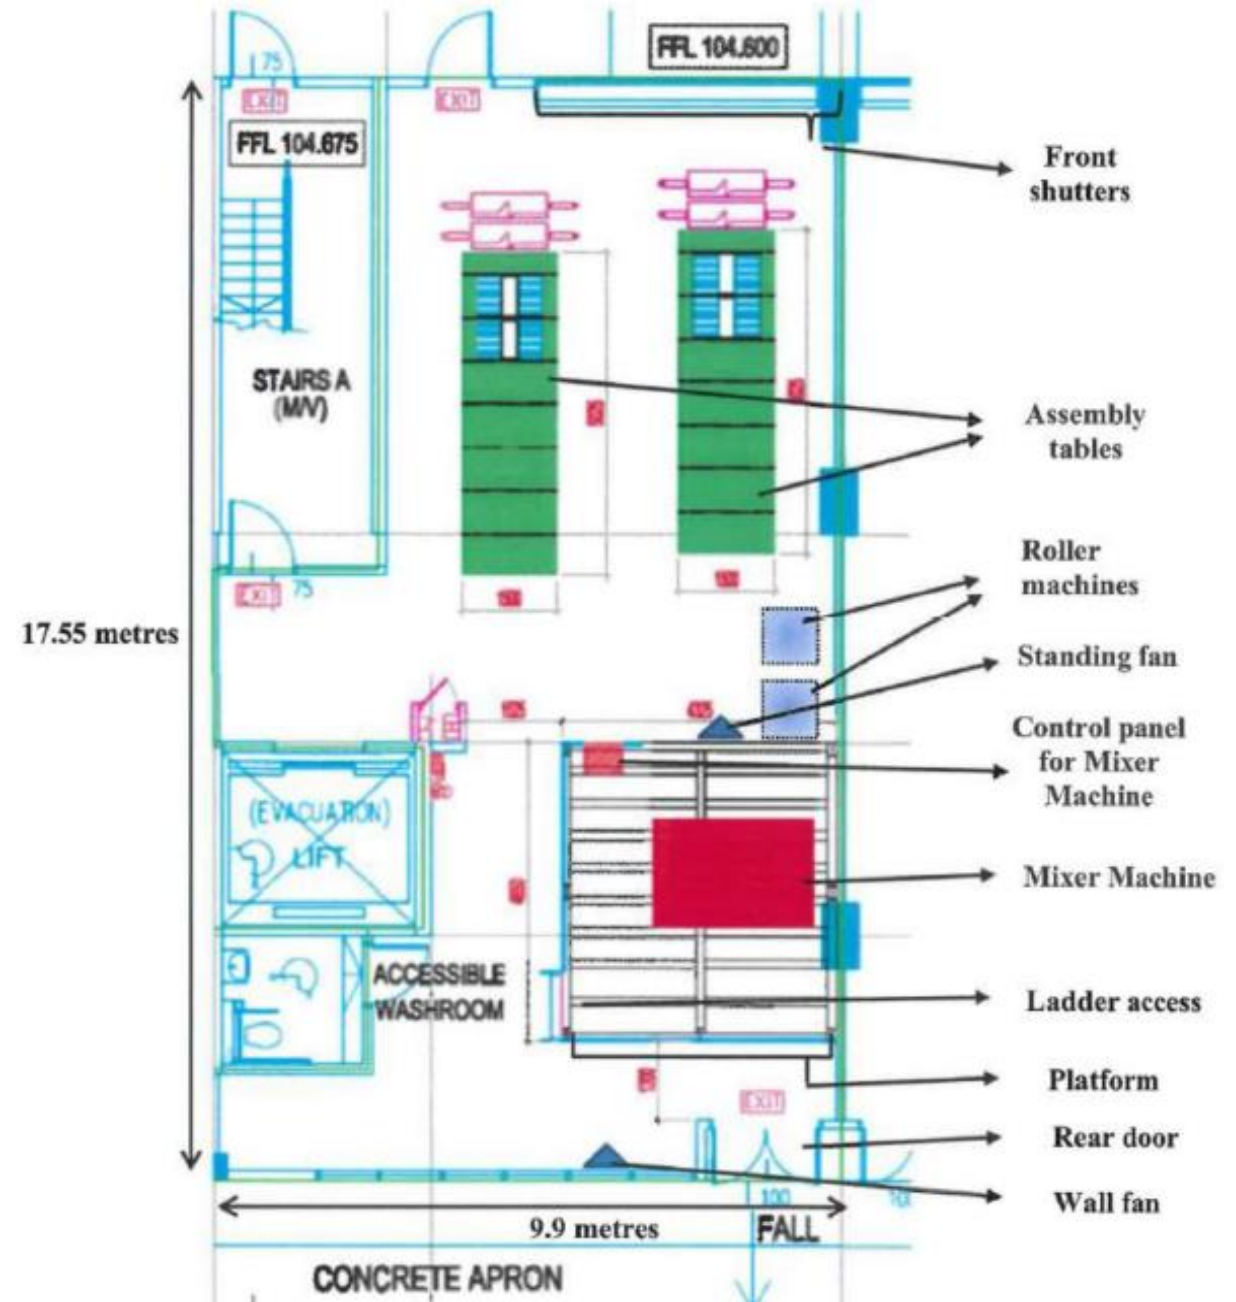 FFL 104.600
75
EXIT
EXIT
FFL 104.675
Front
shutters
STAIRS A
(M/V)
Assembly
tables
Roller
machines
EXIT
75
17.55 metres
Standing fan
Control panel
for Mixer
Machine
(EVACUATION)
LIFT
Mixer Machine
ACCESSIBLE
WASHROOM
Ladder access
Platform
EXIT
Rear door
100
Wall fan
9.9 metres
FALL
CONCRETE APRON